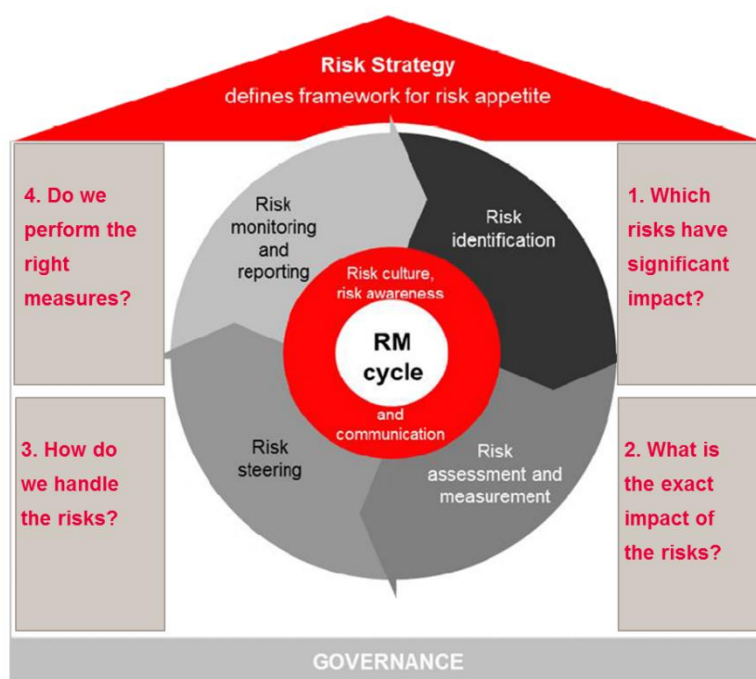 Risk Strategy
defines framework for risk appetite
4. Do we
perform the
right
measures?
Risk
monitoring
and
reporting
Risk
identification
1. Which
risks have
significant
impact?
Risk culture,
risk awareness
RM
cycle
and
communication
3. How do
we handle
the risks?
Risk
steering
Risk
assessment and
measurement
2. What is
the exact
impact of
the risks?
GOVERNANCE